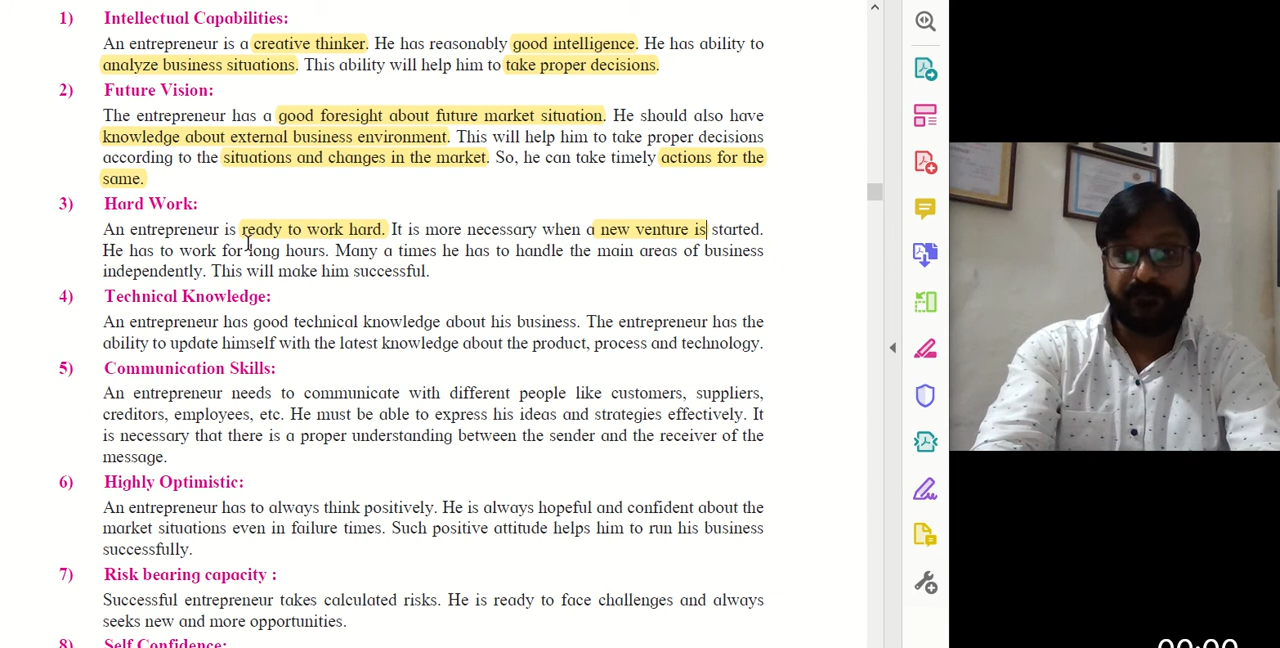 1) Intellectual Capabilities:
An entrepreneur is a creative thinker. He has reasonably good intelligence. He has ability to
analyze business situations. This ability will help him to take proper decisions.
2) Future Vision:
The entrepreneur has a good foresight about future market situation. He should also have
knowledge about external business environment. This will help him to take proper decisions
according to the situations and changes in the market. So, he can take timely actions for the
same.
3) Hard Work:
An entrepreneur is ready to work hard. It is more necessary when a new venture is started.
He has to work for long hours. Many a times he has to handle the main areas of business
independently. This will make him successful.
4) Technical Knowledge:
An entrepreneur has good technical knowledge about his business. The entrepreneur has the
ability to update himself with the latest knowledge about the product, process and technology.
5) Communication Skills:
An entrepreneur needs to communicate with different people like customers, suppliers,
creditors, employees, etc. He must be able to express his ideas and strategies effectively. It
is necessary that there is a proper understanding between the sender and the receiver of the
message.
6) Highly Optimistic:
An entrepreneur has to always think positively. He is always hopeful and confident about the
market situations even in failure times. Such positive attitude helps him to run his business
successfully.
7) Risk bearing capacity :
Successful entrepreneur takes calculated risks. He is ready to face challenges and always
seeks new and more opportunities.
8) Self Confidence:
00:00